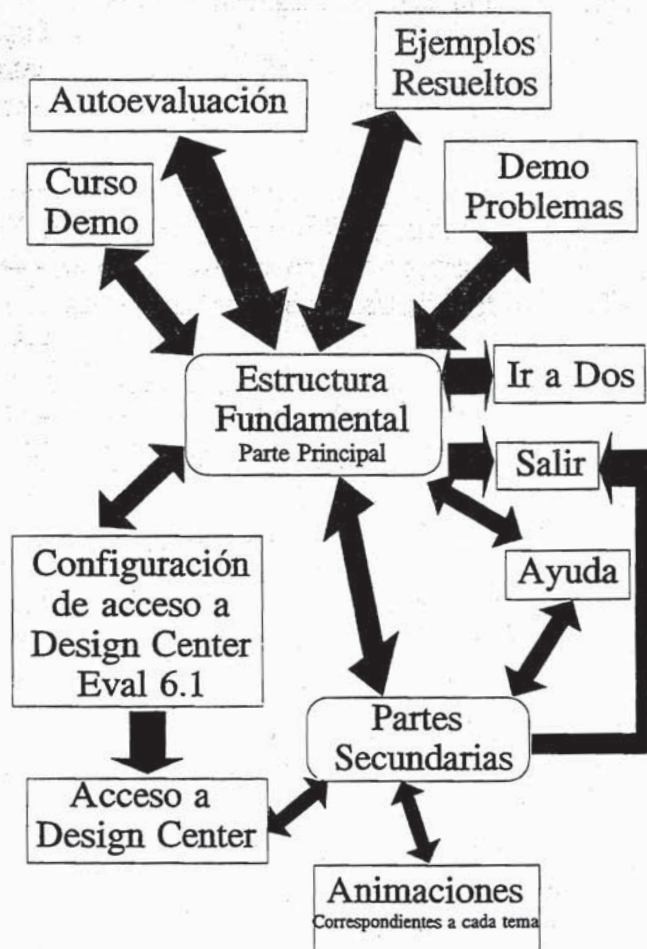 Ejemplos
Resueltos
Autoevaluación
Curso
Demo
Demo
Problemas
Estructura
Fundamental
Parte Principal
Ir a Dos
Salir
Configuración
de acceso a
Design Center
Eval 6.1
Ayuda
Partes
Secundarias
Acceso a
Design Center
Animaciones
Correspondientes a cada tema